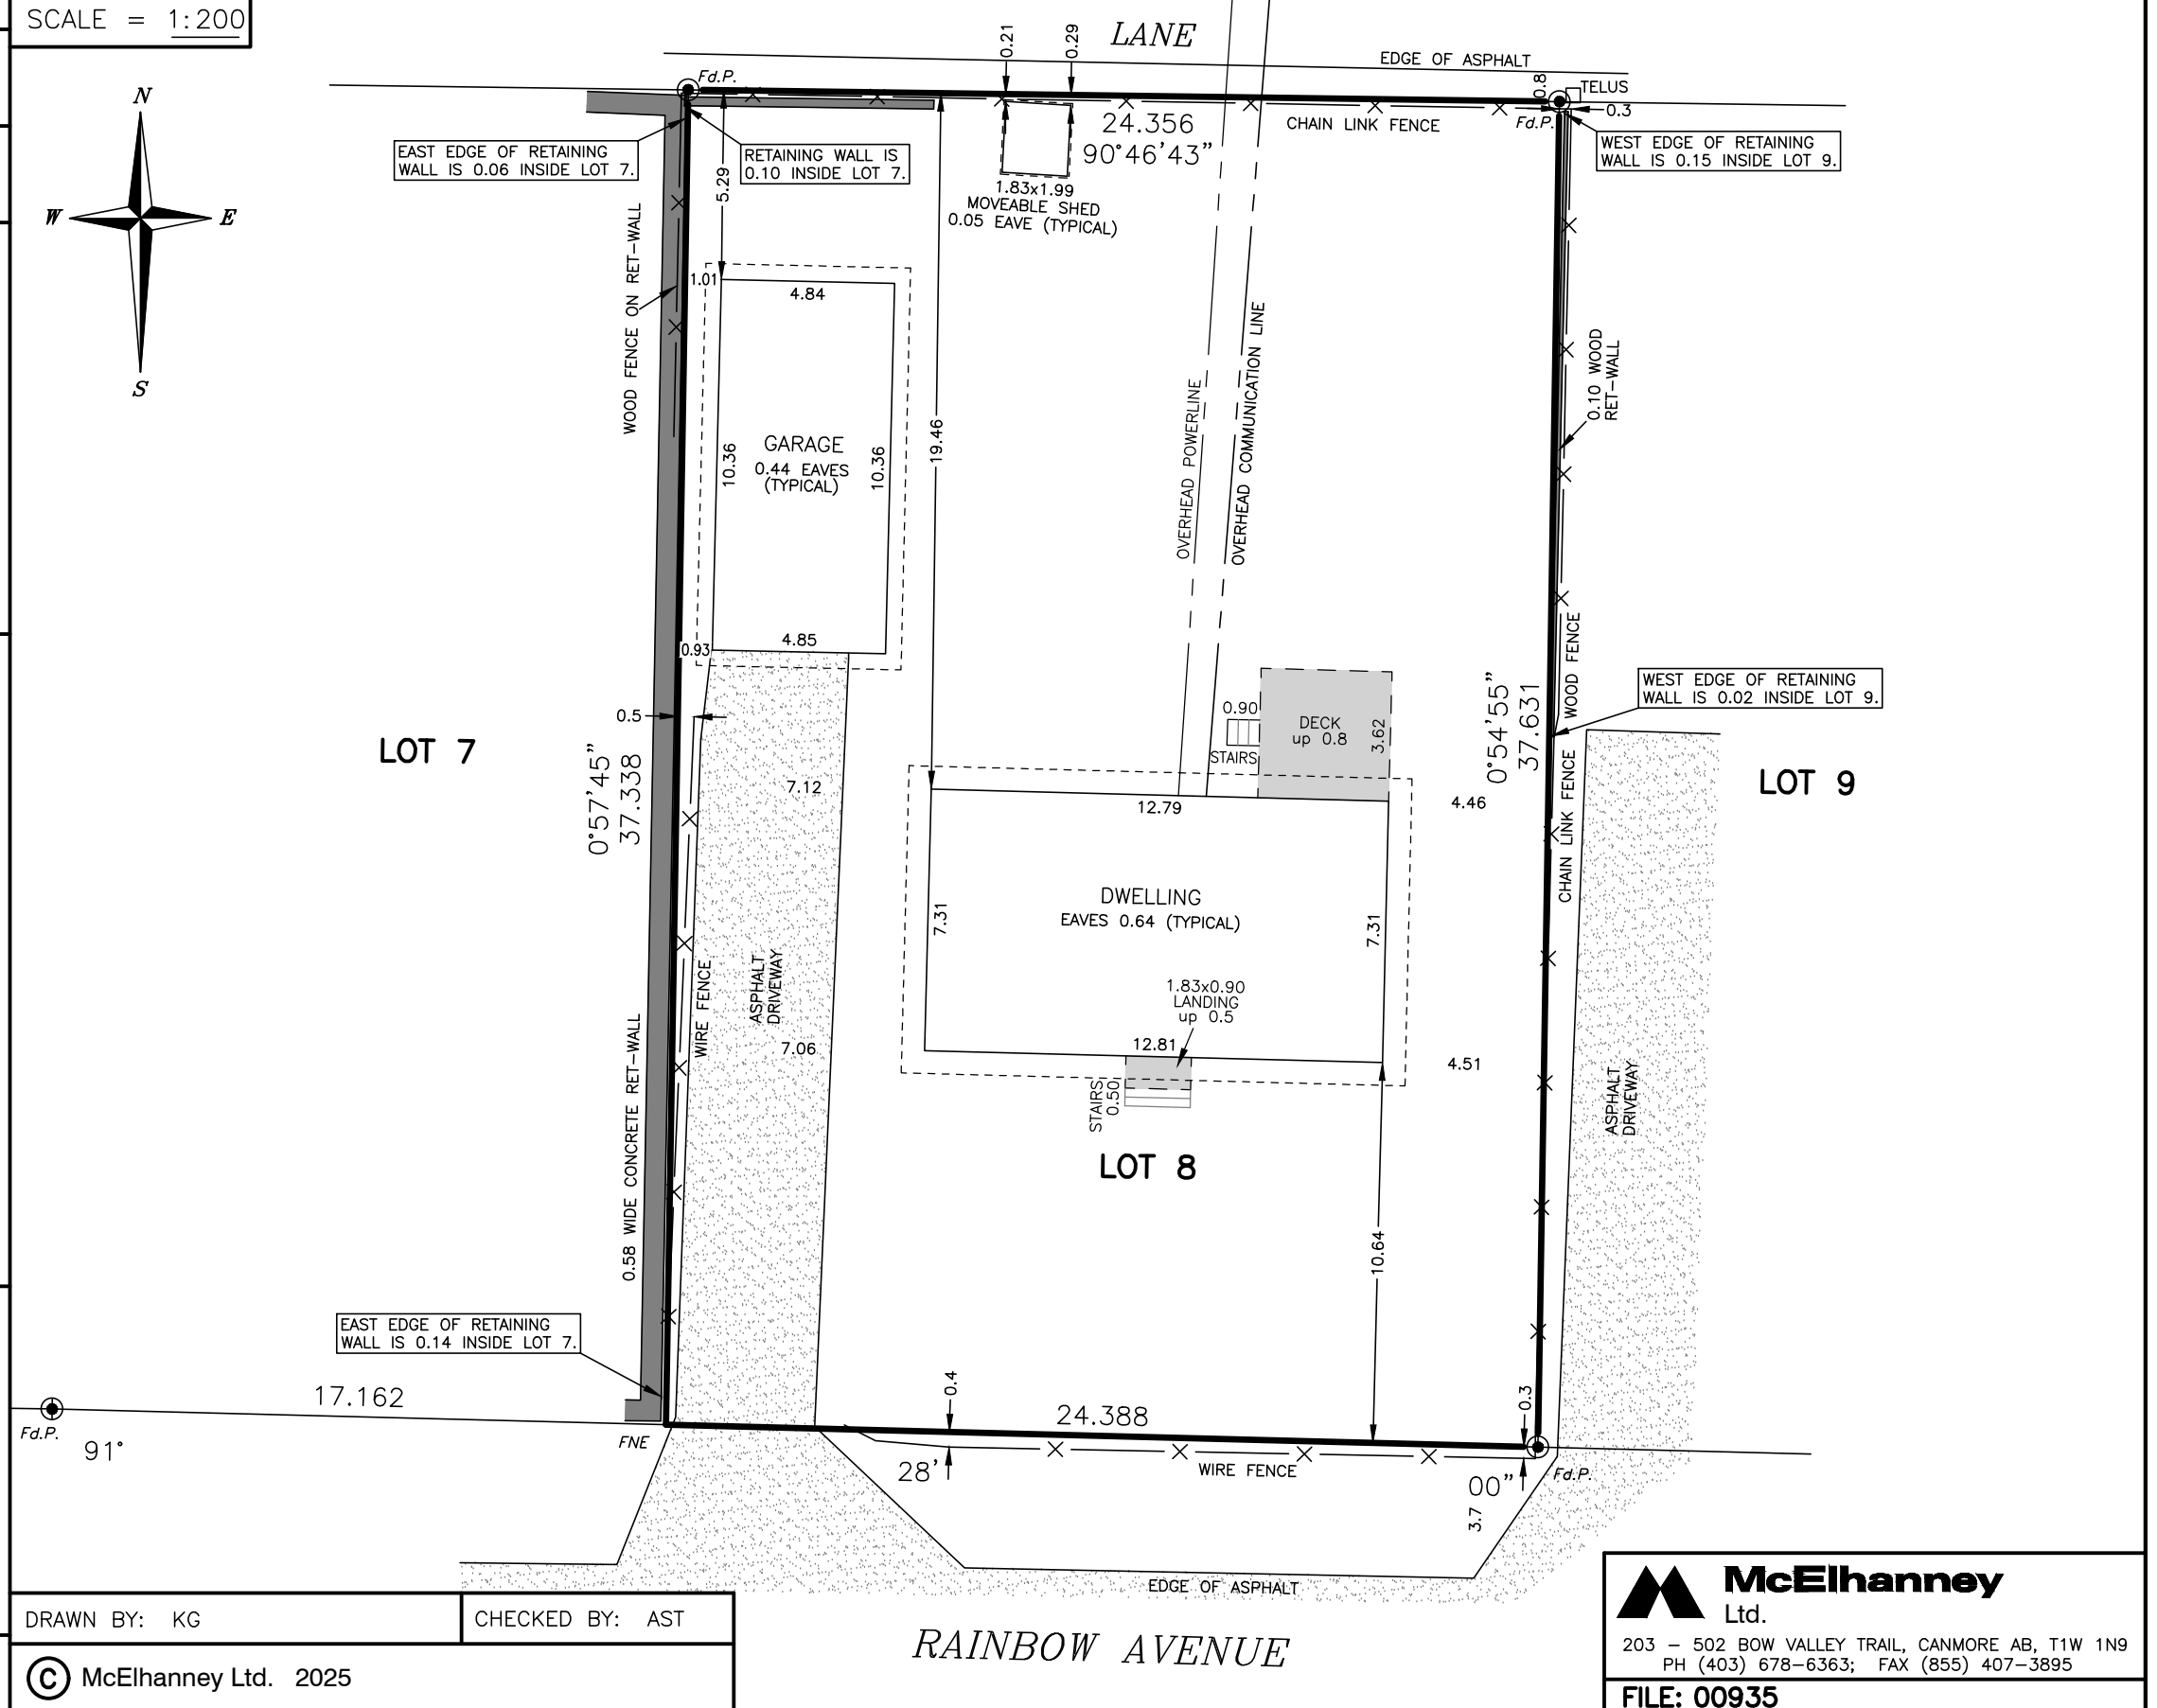 SCALE = 1:200
LANE
0.21
0.29
EDGE OF ASPHALT
Fd.P.
0.8
TELUS
0.3
Fd.P.
N
W
E
S
EAST EDGE OF RETAINING
WALL IS 0.06 INSIDE LOT 7.
RETAINING WALL IS
0.10 INSIDE LOT 7.
24.356
90°46'43"
CHAIN LINK FENCE
WEST EDGE OF RETAINING
WALL IS 0.15 INSIDE LOT 9.
5.29
1.83x1.99
MOVEABLE SHED
0.05 EAVE (TYPICAL)
WOOD FENCE ON RET-WALL
1.01
4.84
GARAGE
0.44 EAVES
(TYPICAL)
10.36
10.36
19.46
OVERHEAD POWERLINE
OVERHEAD COMMUNICATION LINE
0.10 WOOD
RET-WALL
4.85
0.93
WOOD FENCE
WEST EDGE OF RETAINING
WALL IS 0.02 INSIDE LOT 9.
0.5
0.90
STAIRS
DECK
up 0.8
3.62
0°54'55"
37.631
LOT 7
0°57'45"
37.338
7.12
12.79
4.46
LOT 9
CHAIN LINK FENCE
DWELLING
EAVES 0.64 (TYPICAL)
7.31
7.31
WIRE FENCE
ASPHALT
DRIVEWAY
1.83x0.90
LANDING
up 0.5
7.06
12.81
4.51
STAIRS
0.50
ASPHALT
DRIVEWAY
LOT 8
0.58 WIDE CONCRETE RET-WALL
10.64
EAST EDGE OF RETAINING
WALL IS 0.14 INSIDE LOT 7.
17.162
0.4
24.388
0.3
Fd.P.
91°
FNE
28'
WIRE FENCE
00"
Fd.P.
3.7
EDGE OF ASPHALT
RAINBOW AVENUE
DRAWN BY: KG
CHECKED BY: AST
© McElhanney Ltd. 2025
McElhanney
Ltd.
203 - 502 BOW VALLEY TRAIL, CANMORE AB, T1W 1N9
PH (403) 678-6363; FAX (855) 407-3895
FILE: 00935